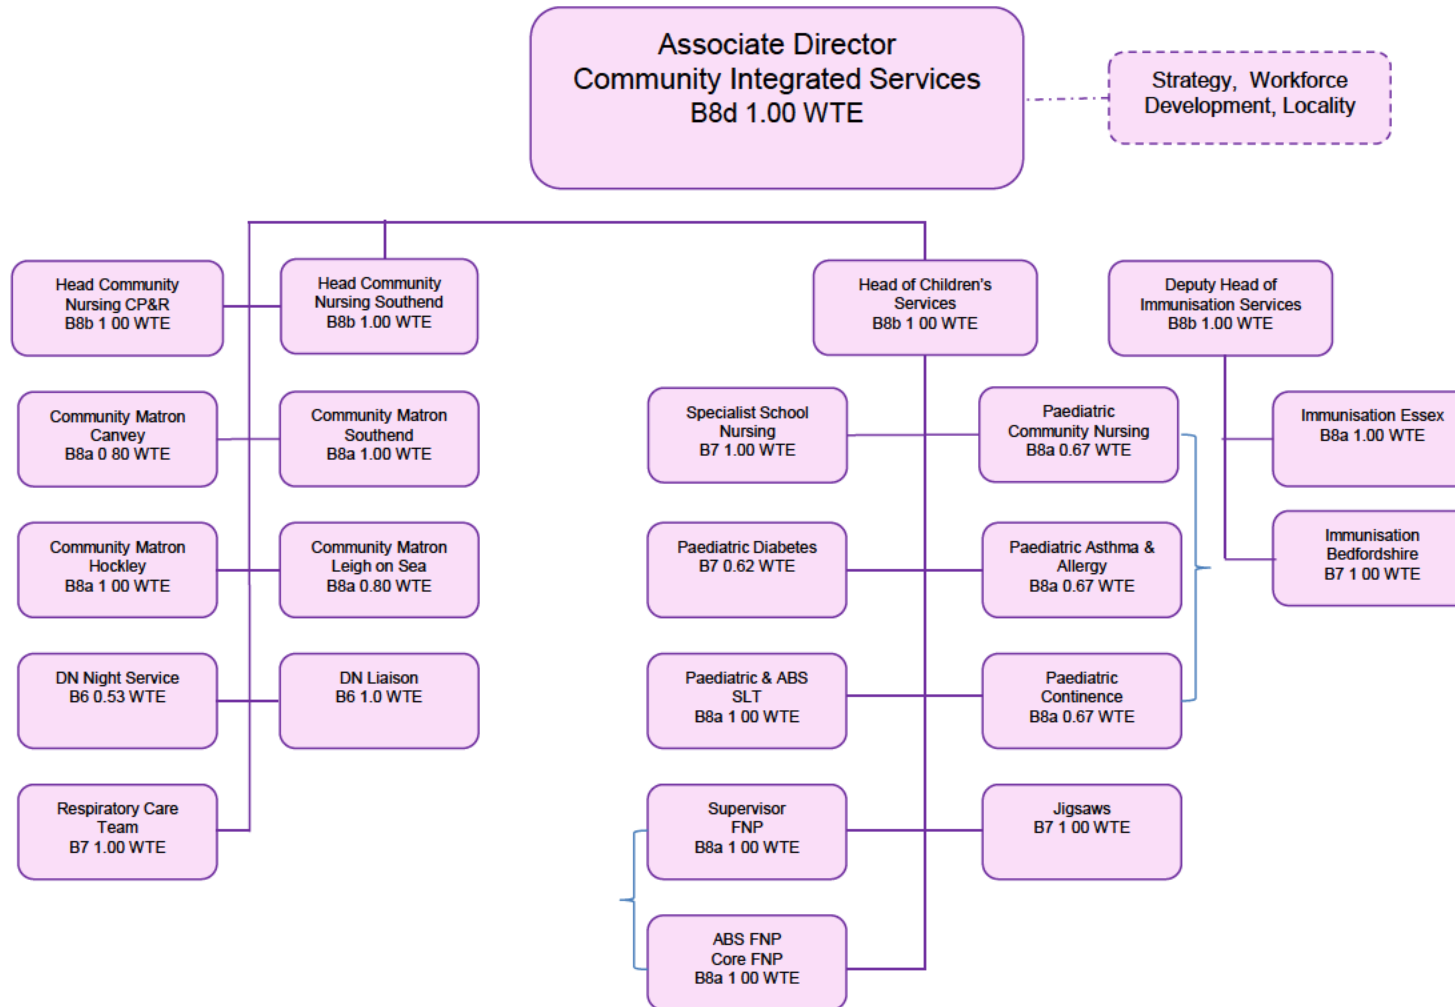 Associate Director
Community Integrated Services
B8d 1.00 WTE
Strategy, Workforce
Development, Locality
Head Community
Nursing CP&R
B8b 1 00 WTE
Head Community
Nursing Southend
B8b 1.00 WTE
Head of Children's
Services
B8b 1 00 WTE
Deputy Head of
Immunisation Services
B8b 1.00 WTE
Community Matron
Canvey
B8a 0 80 WTE
Community Matron
Southend
B8a 1.00 WTE
Specialist School
Nursing
B7 1.00 WTE
Paediatric
Community Nursing
B8a 0.67 WTE
Immunisation Essex
B8a 1.00 WTE
Community Matron
Hockley
B8a 1 00 WTE
Community Matron
Leigh on Sea
B8a 0.80 WTE
Paediatric Diabetes
B7 0.62 WTE
Paediatric Asthma &
Allergy
B8a 0.67 WTE
Immunisation
Bedfordshire
B7 1 00 WTE
DN Night Service
B6 0.53 WTE
DN Liaison
B6 1.0 WTE
Paediatric & ABS
SLT
B8a 1 00 WTE
Paediatric
Continence
B8a 0.67 WTE
Respiratory Care
Team
B7 1.00 WTE
Supervisor
FNP
B8a 1 00 WTE
Jigsaws
B7 1 00 WTE
ABS FNP
Core FNP
B8a 1 00 WTE